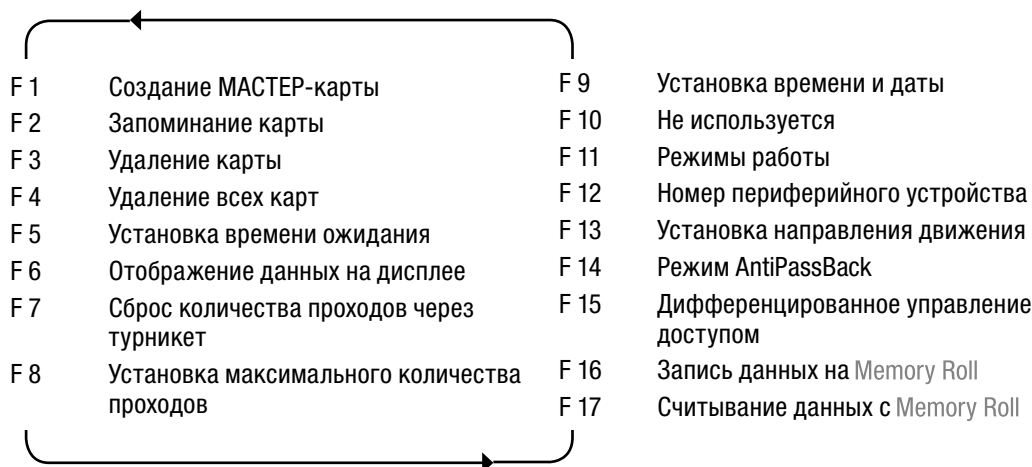 F 1 Создание МАСТЕР-карты
F 2 Запоминание карты
F 3 Удаление карты
F 4 Удаление всех карт
F 5 Установка времени ожидания
F 6 Отображение данных на дисплее
F 7 Сброс количества проходов через
турникет
F 8 Установка максимального количества
проходов
F 9 Установка времени и даты
F 10 Не используется
F 11 Режимы работы
F 12 Номер периферийного устройства
F 13 Установка направления движения
F 14 Режим AntiPassBack
F 15 Дифференцированное управление
доступом
F 16 Запись данных на Memory Roll
F 17 Считывание данных с Memory Roll